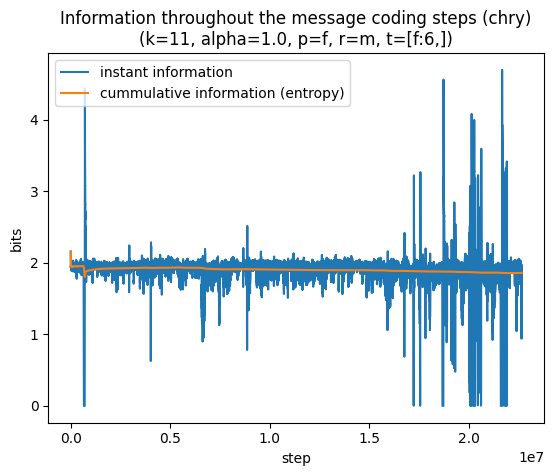 Information throughout the message coding steps (chry)
(k=11, alpha=1.0, p=f, r=m, t=[f:6,])
instant information
cummulative information (entropy)
4
3
2
1
0
bits
0.0 0.5 1.0 1.5 2.0
1e7
step